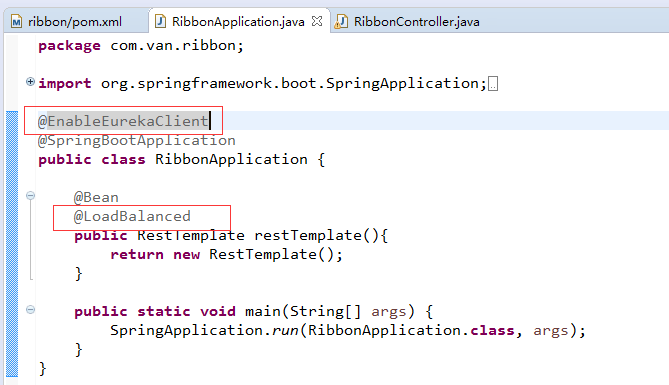 ribbon/pom.xml RibbonApplication.java RibbonController.java
package com.van.ribbon;
import org.springframework.boot.SpringApplication;
@EnableEurekaClient
@SpringBootApplication
public class RibbonApplication {
@Bean
@LoadBalanced
public RestTemplate restTemplate(){
return new RestTemplate();
}
public static void main(String[] args) {
SpringApplication.run(RibbonApplication.class, args);
}
}